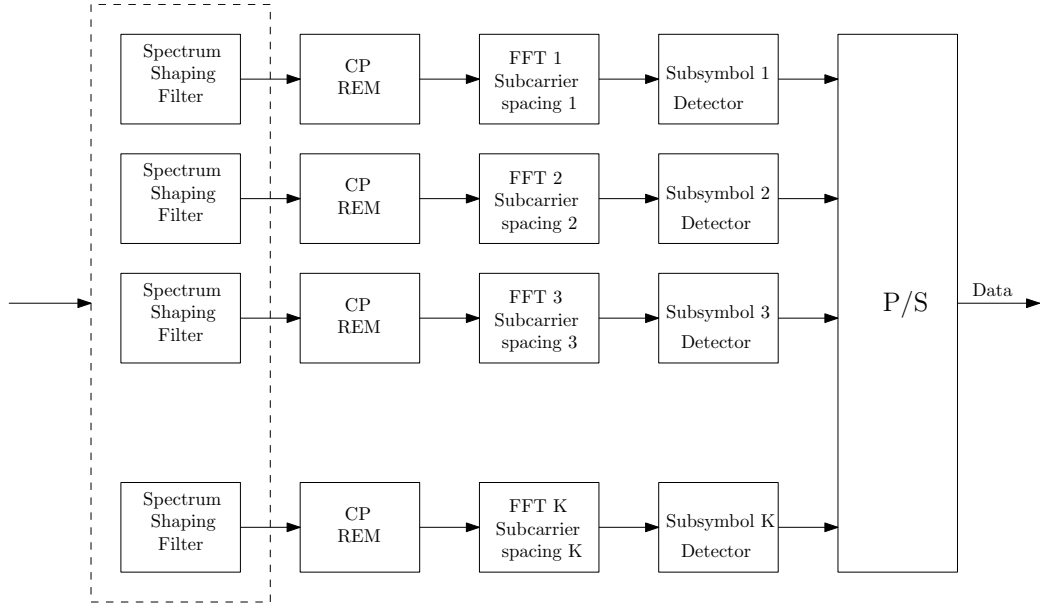 Spectrum
Shaping
Filter
CP
REM
FFT 1
Subcarrier
spacing 1
Subsymbol 1
Detector
Spectrum
Shaping
Filter
CP
REM
FFT 2
Subcarrier
spacing 2
Subsymbol 2
Detector
Spectrum
Shaping
Filter
CP
REM
FFT 3
Subcarrier
spacing 3
Subsymbol 3
Detector
P/S
Data
Spectrum
Shaping
Filter
CP
REM
FFT K
Subcarrier
spacing K
Subsymbol K
Detector